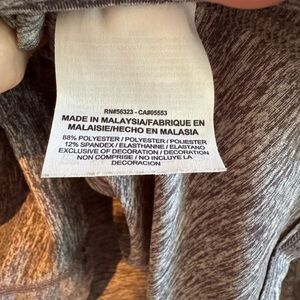 RN#56323 - CA#05553
MADE IN MALAYSIA/FABRIQUE EN
MALAISIE/HECHO EN MALASIA
88% POLYESTER / POLYESTER / POLIESTER
12% SPANDEX / ELASTHANNE / ELASTANO
EXCLUSIVE OF DECORATION / DECORATION
NON COMPRISE / NO INCLUYE LA
DECORACION